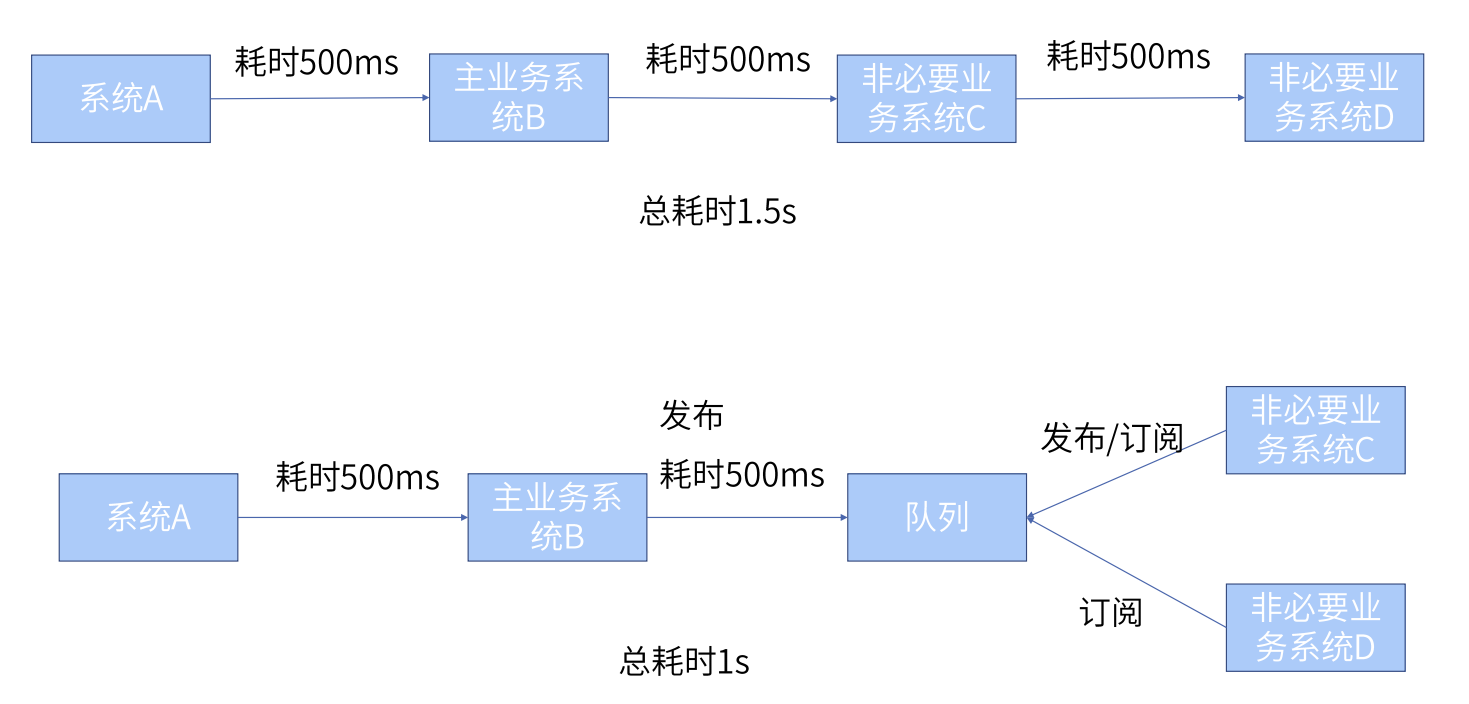 耗时500ms
耗时500ms
耗时500ms
系统A
主业务系
统B
非必要业
务系统C
非必要业
务系统D
总耗时1.5s
发布
耗时500ms
耗时500ms
发布/订阅
非必要业
务系统C
系统A
主业务系
统B
队列
订阅
非必要业
务系统D
总耗时1s